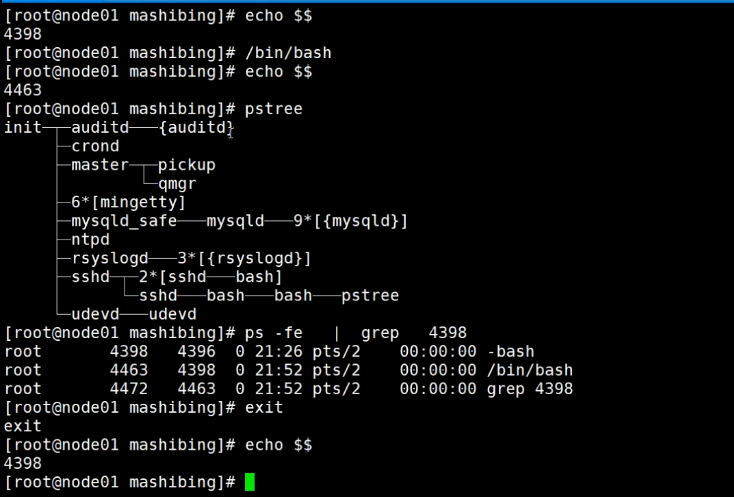 [root@node01 mashibing]# echo $$
4398
[root@node01 mashibing]# /bin/bash
[root@node01 mashibing]# echo $$
4463
[root@node01 mashibing]# pstree
init─┬─auditd───{auditd}
     ├─crond
     ├─master─┬─pickup
     │        └─qmgr
     ├─6*[mingetty]
     ├─mysqld_safe───mysqld───9*[{mysqld}]
     ├─ntpd
     ├─rsyslogd───3*[{rsyslogd}]
     ├─sshd─┬─2*[sshd───bash]
     │      └─sshd───bash───bash───pstree
     └─udevd───udevd
[root@node01 mashibing]# ps -fe   |  grep   4398
root       4398   4396  0 21:26 pts/2    00:00:00 -bash
root       4463   4398  0 21:52 pts/2    00:00:00 /bin/bash
root       4472   4463  0 21:52 pts/2    00:00:00 grep 4398
[root@node01 mashibing]# exit
exit
[root@node01 mashibing]# echo $$
4398
[root@node01 mashibing]#